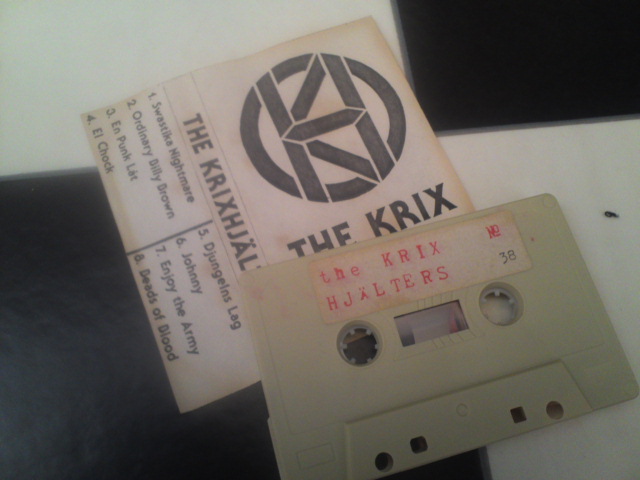 THE KRIX
THE KRIXHJÄL
1. Swastika Nightmare
2. Ordinary Billy Brown
3. En Punk Låt
4. El Chock
5. Djungelns Lag
6. Johnny
7. Enjoy the Army
8. Deeds of Blood
the KRIX № 38
HJÄLTERS